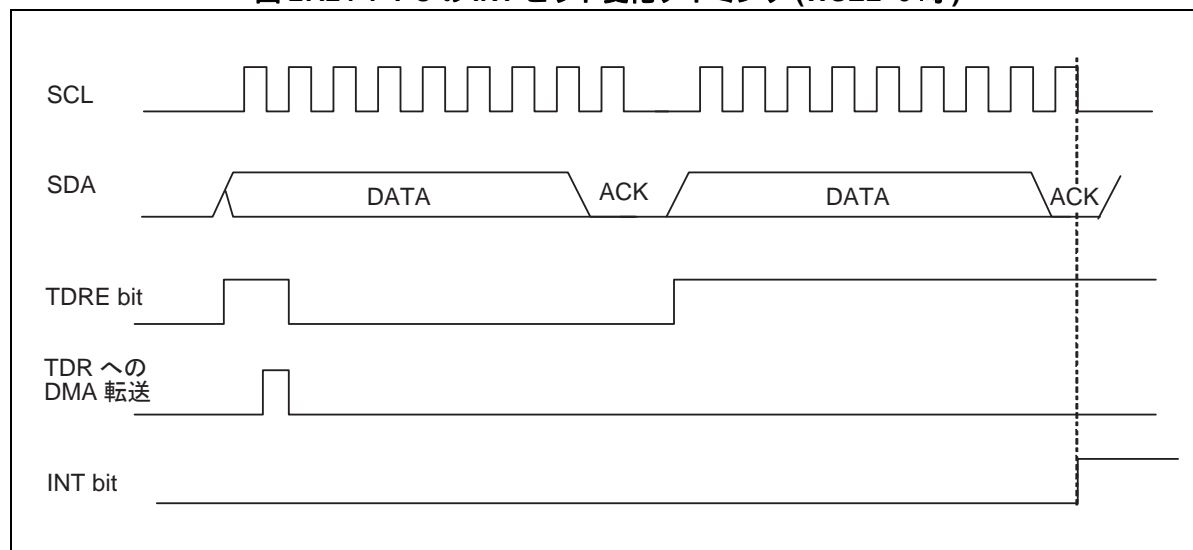 SCL
SDA
DATA
ACK
DATA
ACK
TDRE bit
TDR への
DMA 転送
INT bit